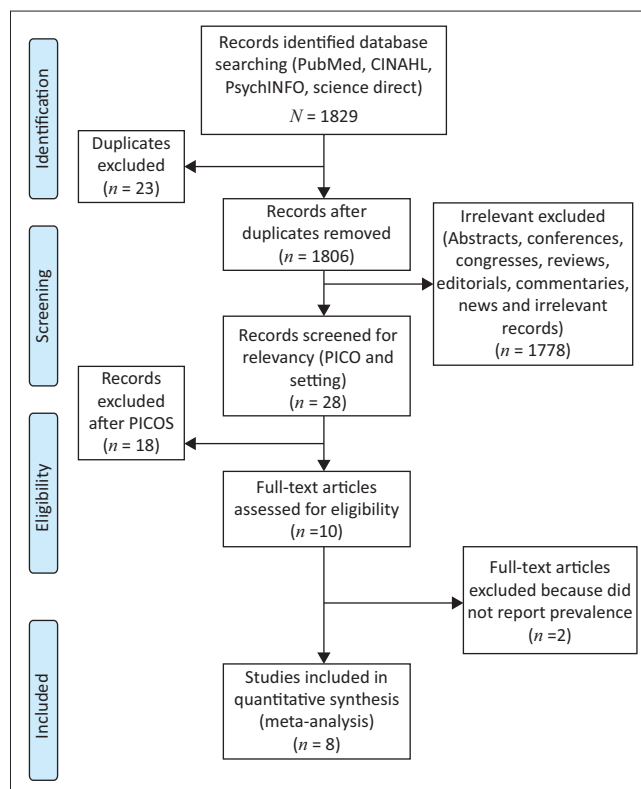 Identification
Records identified database
searching (PubMed, CINAHL,
PsychINFO, science direct)
N = 1829
Duplicates
excluded
(n = 23)
Screening
Records after
duplicates removed
(n = 1806)
Irrelevant excluded
(Abstracts, conferences,
congresses, reviews,
editorials, commentaries,
news and irrelevant
records)
(n = 1778)
Records screened for
relevancy (PICO and
setting)
(n = 28)
Records
excluded
after PICOS
(n = 18)
Eligibility
Full-text articles
assessed for eligibility
(n =10)
Full-text articles
excluded because did
not report prevalence
(n =2)
Included
Studies included in
quantitative synthesis
(meta-analysis)
(n = 8)